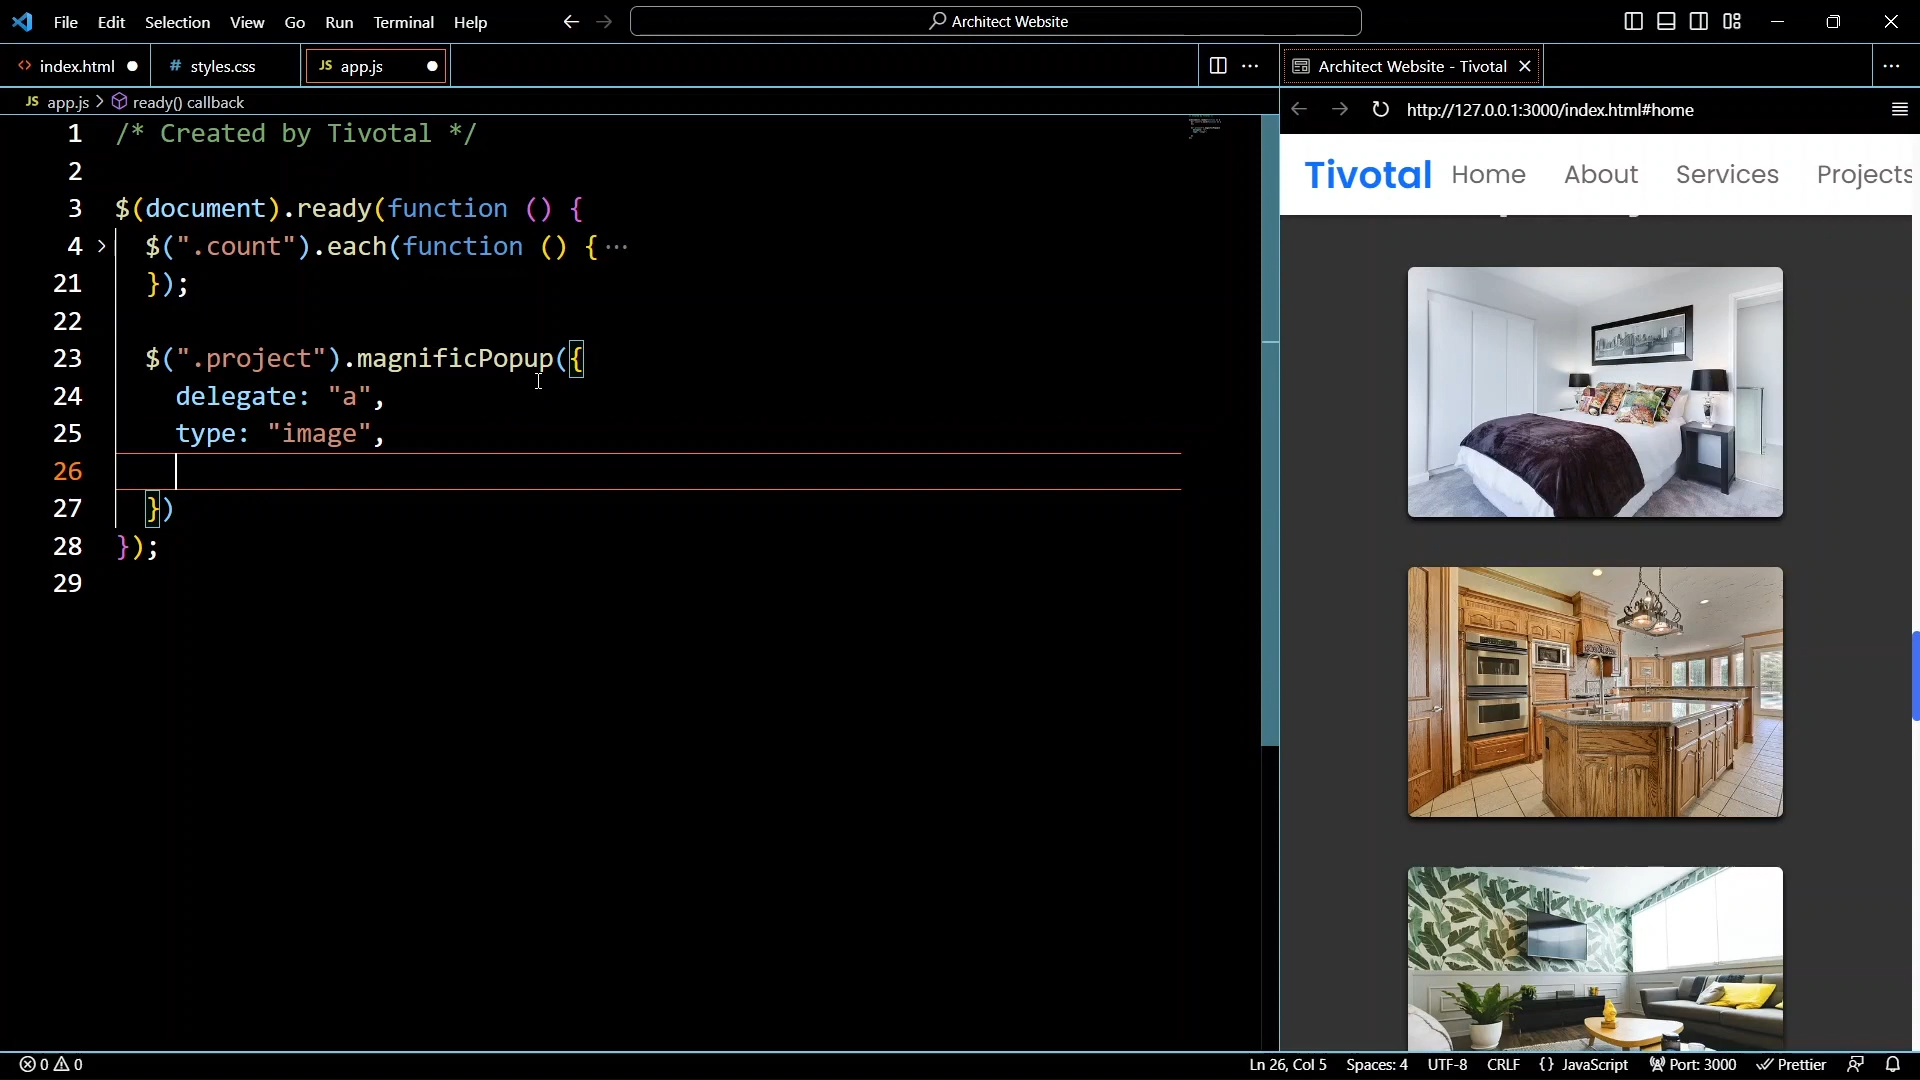 File Edit Selection View Go Run Terminal Help
Architect Website
index.html
styles.css
JS app.js
Architect Website - Tivotal
JS app.js > ready() callback
http://127.0.0.1:3000/index.html#home
1 /* Created by Tivotal */
2
3 $(document).ready(function () {
4 $(".count").each(function () {···
21 });
22
23 $(".project").magnificPopup({
24 delegate: "a",
25 type: "image",
26
27 })
28 });
29
Tivotal Home About Services Projects
0 0
Ln 26, Col 5 Spaces: 4 UTF-8 CRLF {} JavaScript Port: 3000 Prettier